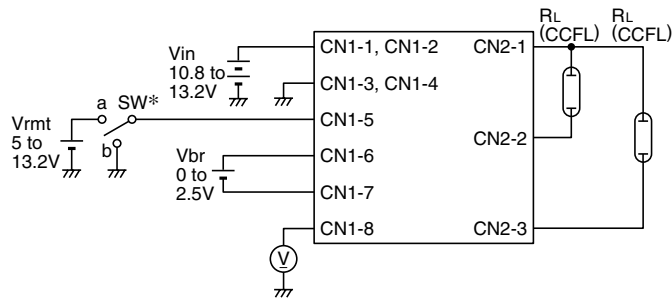 RL
(CCFL)
RL
(CCFL)
Vin
10.8 to
13.2V
CN1-1, CN1-2
CN2-1
CN1-3, CN1-4
a
SW*
Vrmt
5 to
13.2V
b
CN1-5
CN2-2
Vbr
0 to
2.5V
CN1-6
CN1-7
CN1-8
CN2-3
V